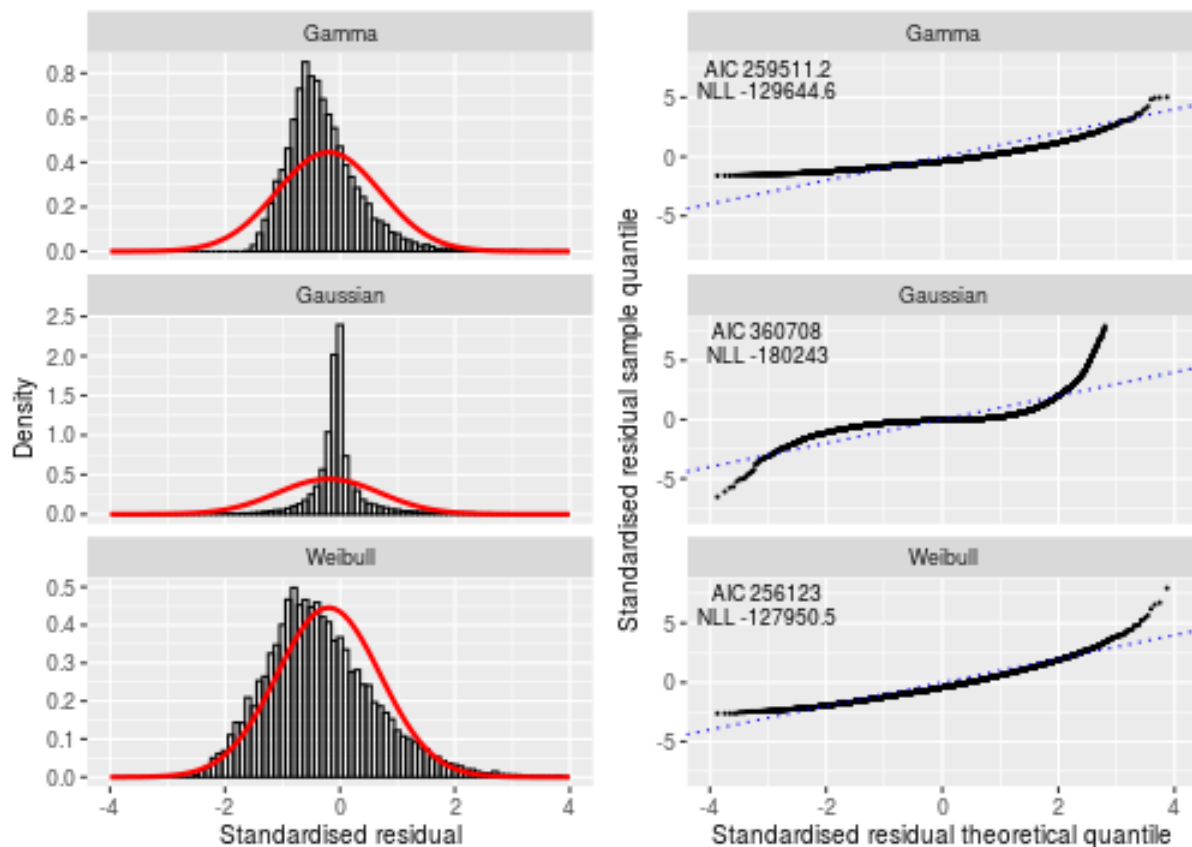 Gamma
0.8
0.6
0.4
0.2
0.0
Gaussian
2.5
2.0
1.5
1.0
0.5
0.0
Weibull
0.5
0.4
0.3
0.2
0.1
0.0
-4
-2
0
2
4
Density
Standardised residual
Gamma
AIC 259511.2
NLL -129644.6
5
0
-5
Gaussian
AIC 360708
NLL -180243
5
0
-5
Weibull
AIC 256123
NLL -127950.5
5
0
-5
-4
-2
0
2
4
Standardised residual sample quantile
Standardised residual theoretical quantile